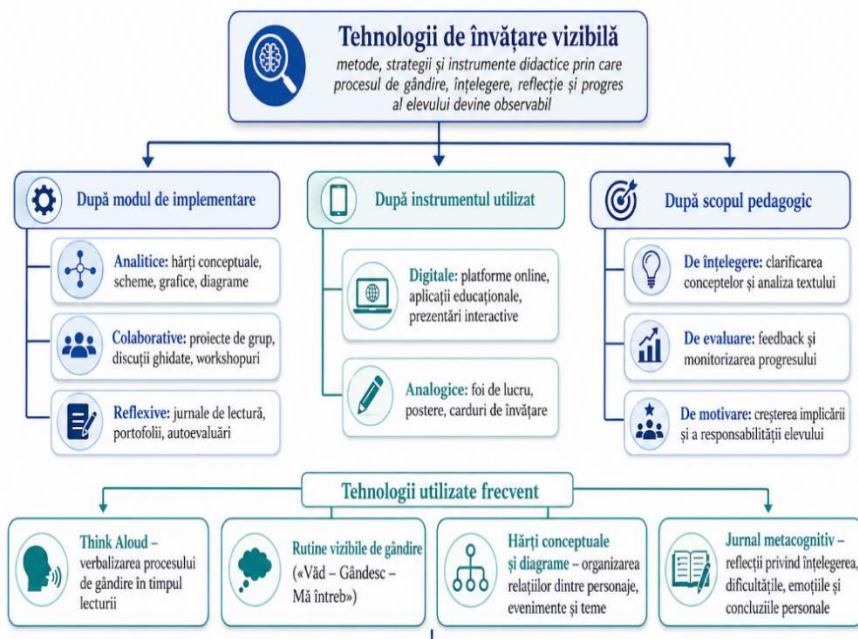 Tehnologii de învățare vizibilă
metode, strategii și instrumente didactice prin care
procesul de gândire, înțelegere, reflecție și progres
al elevului devine observabil
După modul de implementare
Analitice: hărți conceptuale,
scheme, grafice, diagrame
Colaborative: proiecte de grup,
discuții ghidate, workshopuri
Reflexive: jurnale de lectură,
portofolii, autoevaluări
După instrumentul utilizat
Digitale: platforme online,
aplicații educaționale,
prezentări interactive
Analogice: foi de lucru,
postere, carduri de învățare
După scopul pedagogic
De înțelegere: clarificarea
conceptelor și analiza textului
De evaluare: feedback și
monitorizarea progresului
De motivare: creșterea implicării
și a responsabilității elevului
Tehnologii utilizate frecvent
Think Aloud –
verbalizarea procesului
de gândire în timpul
lecturii
Rutine vizibile de gândire
(«Văd – Gândesc –
Mă întreb»)
Hărți conceptuale
și diagrame – organizarea
relațiilor dintre personaje,
evenimente și teme
Jurnal metacognitiv –
reflecții privind înțelegerea,
dificultățile, emoțiile și
concluziile personale